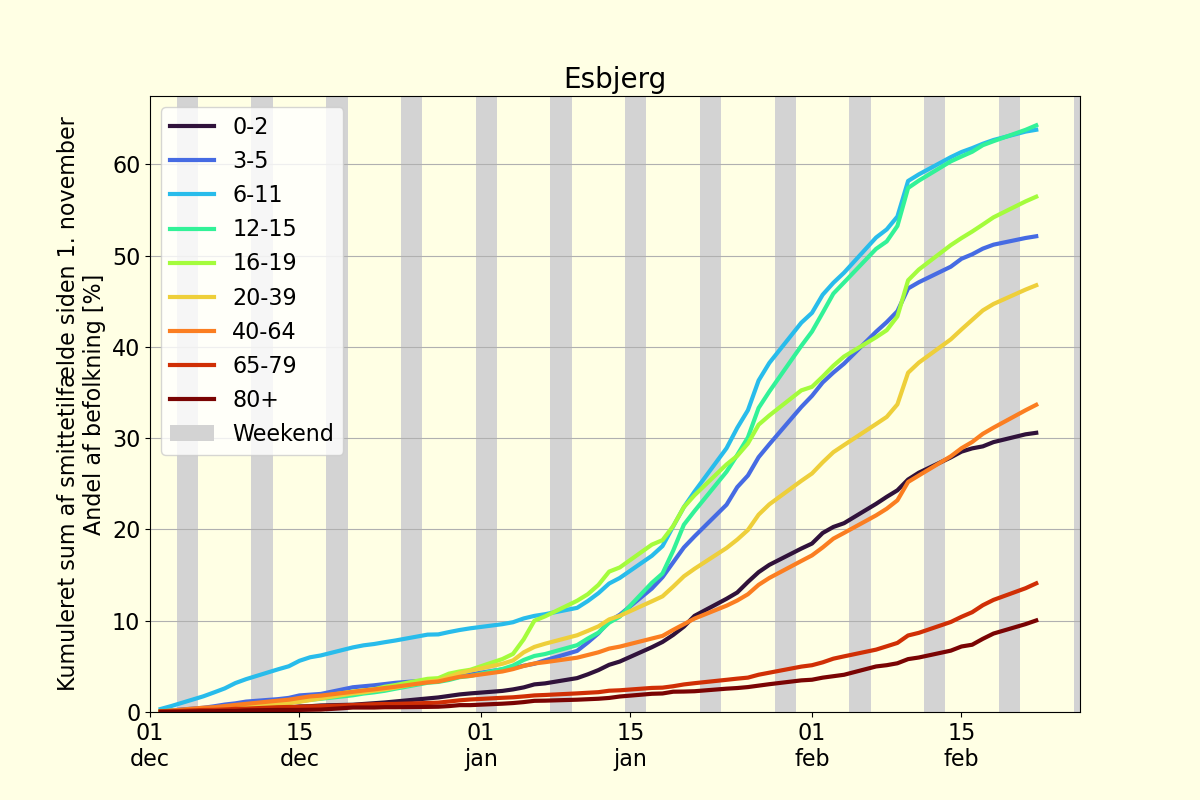 Esbjerg
Kumuleret sum af smittetilfælde siden 1. november
Andel af befolkning [%]
60
50
40
30
20
10
0
0-2
3-5
6-11
12-15
16-19
20-39
40-64
65-79
80+
Weekend
01 15 01 15 01 15
dec dec jan jan feb feb